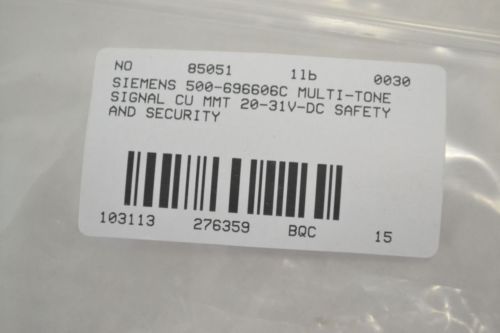 NO 85051 1lb 0030
SIEMENS 500-696606C MULTI-TONE
SIGNAL CU MMT 20-31V-DC SAFETY
AND SECURITY
103113 276359 BQC 15